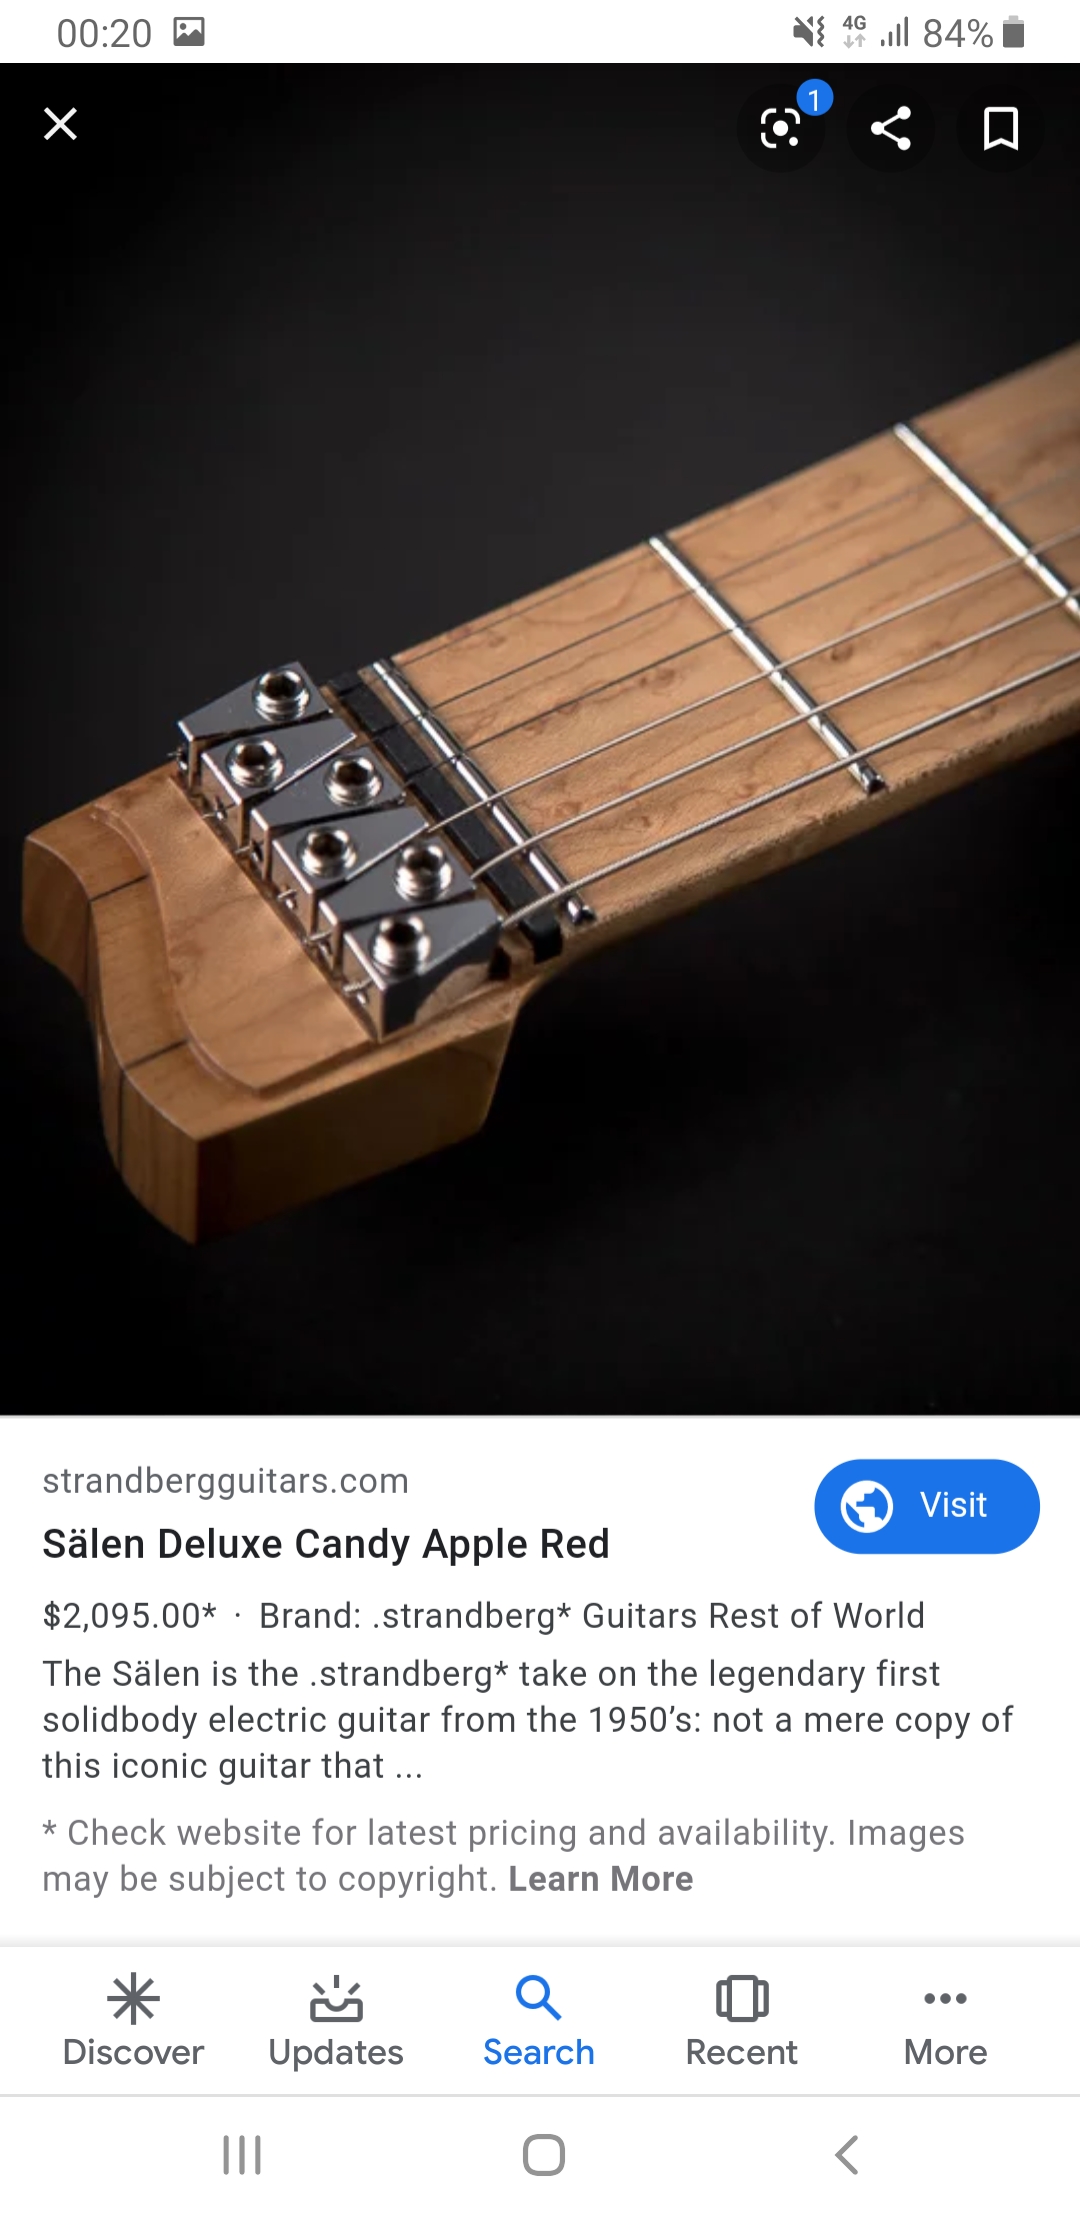 00:20 4G 84%
1
strandbergguitars.com
Visit
Sälen Deluxe Candy Apple Red
$2,095.00* · Brand: .strandberg* Guitars Rest of World
The Sälen is the .strandberg* take on the legendary first
solidbody electric guitar from the 1950’s: not a mere copy of
this iconic guitar that ...
* Check website for latest pricing and availability. Images
may be subject to copyright. Learn More
Discover Updates Search Recent More